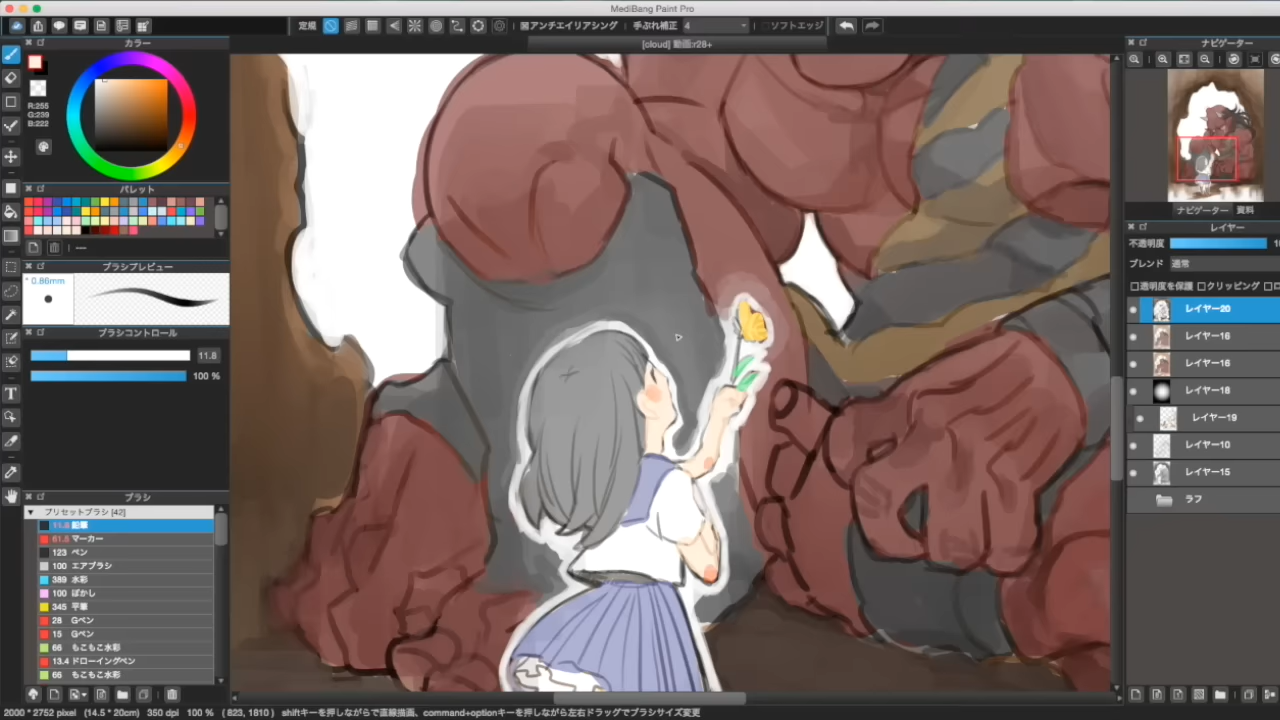 MediBang Paint Pro
定規
アンチエイリアシング
手ぶれ補正 4
ソフトエッジ
[cloud] 動画r28+
カラー
R:255
G:239
B:222
パレット
ブラシプレビュー
0.86mm
ブラシコントロール
11.8
100 %
ブラシ
プリセットブラシ [42]
11.8 鉛筆
61.5 マーカー
123 ペン
100 エアブラシ
389 水彩
100 ぼかし
345 平筆
28 Gペン
15 Gペン
66 もこもこ水彩
13.4 ドローイングペン
66 もこもこ水彩
ナビゲーター
ナビゲーター 資料
レイヤー
不透明度
ブレンド 通常
透明度を保護 クリッピング
レイヤー20
レイヤー16
レイヤー16
レイヤー18
レイヤー19
レイヤー10
レイヤー15
ラフ
2000 * 2752 pixel (14.5 * 20cm) 350 dpi 100 % ( 823, 1810 ) shiftキーを押しながらで直線描画、command+optionキーを押しながら左右ドラッグでブラシサイズ変更